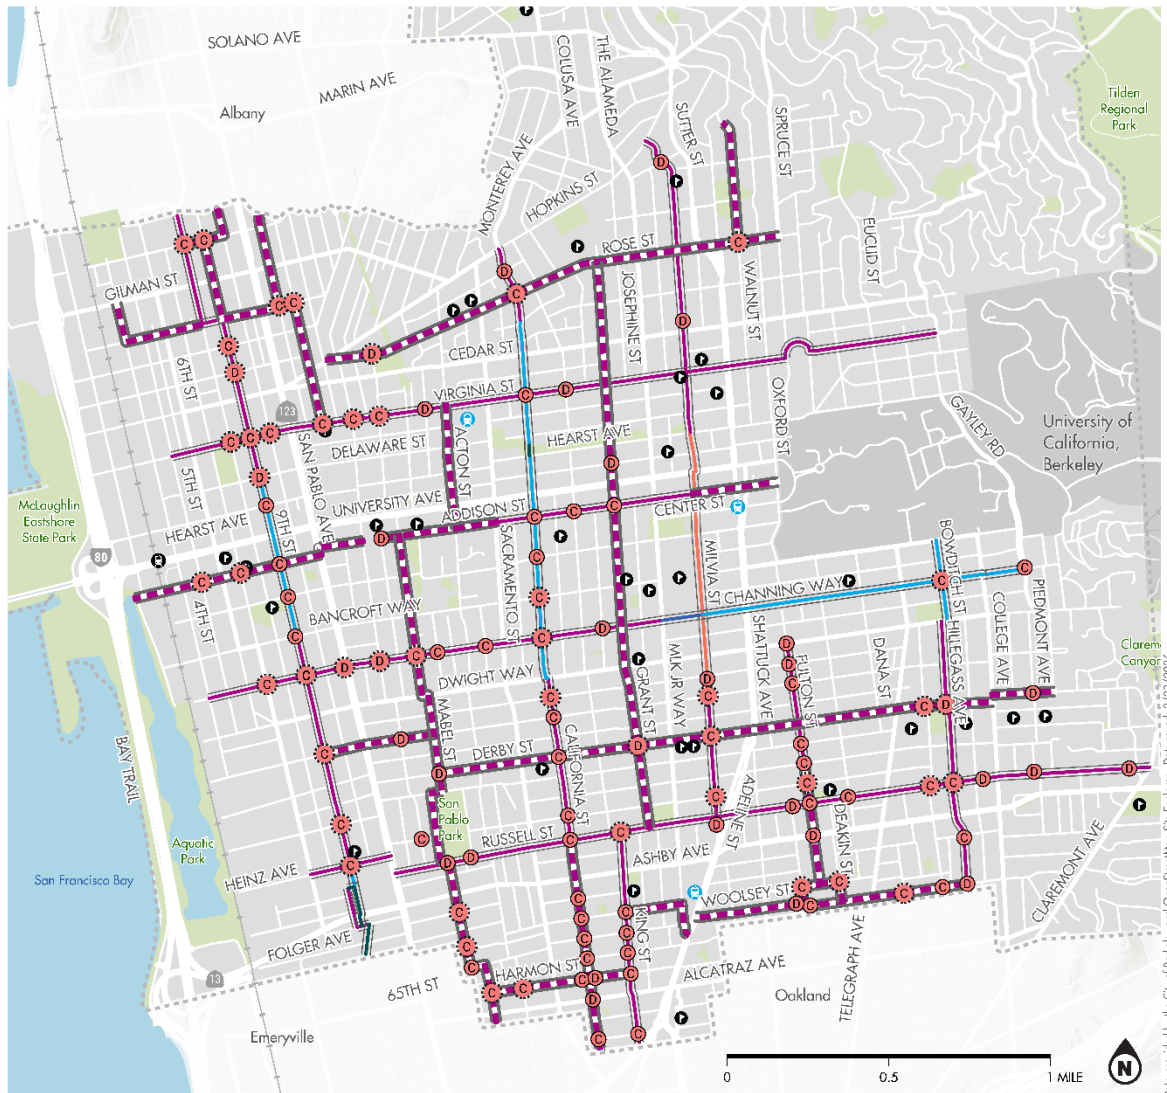 SOLANO AVE
MARIN AVE
Albany
COLUSA AVE
THE ALAMEDA
SUTTER ST
SPRUCE ST
Tilden
Regional
Park
MONTEREY AVE
HOPKINS ST
ROSE ST
EUCLID ST
GILMAN ST
JOSEPHINE ST
WALNUT ST
6TH ST
CEDAR ST
VIRGINIA ST
123
OXFORD ST
GAYLEY RD
University of
California,
Berkeley
DELAWARE ST
ACTON ST
HEARST AVE
5TH ST
SAN PABLO AVE
McLaughlin
Eastshore
State Park
HEARST AVE
9TH ST
UNIVERSITY AVE
ADDISON ST
CENTER ST
80
SACRAMENTO ST
MILVIA ST
BOWDITCH ST
4TH ST
BANCROFT WAY
CHANNING WAY
SHATTUCK AVE
HILLEGASS AVE
COLLEGE AVE
PIEDMONT AVE
DWIGHT WAY
MABEL ST
GRANT ST
MLK JR WAY
FULTON ST
DANA ST
BAY TRAIL
DERBY ST
CALIFORNIA ST
ADELINE ST
DEAKIN ST
San
Pablo
Park
RUSSELL ST
Aquatic
Park
ASHBY AVE
HEINZ AVE
San Francisco Bay
WOOLSEY ST
CLAREMONT AVE
FOLGER AVE
KING ST
TELEGRAPH AVE
13
65TH ST
HARMON ST
ALCATRAZ AVE
Oakland
Emeryville
0
0.5
1 MILE
N